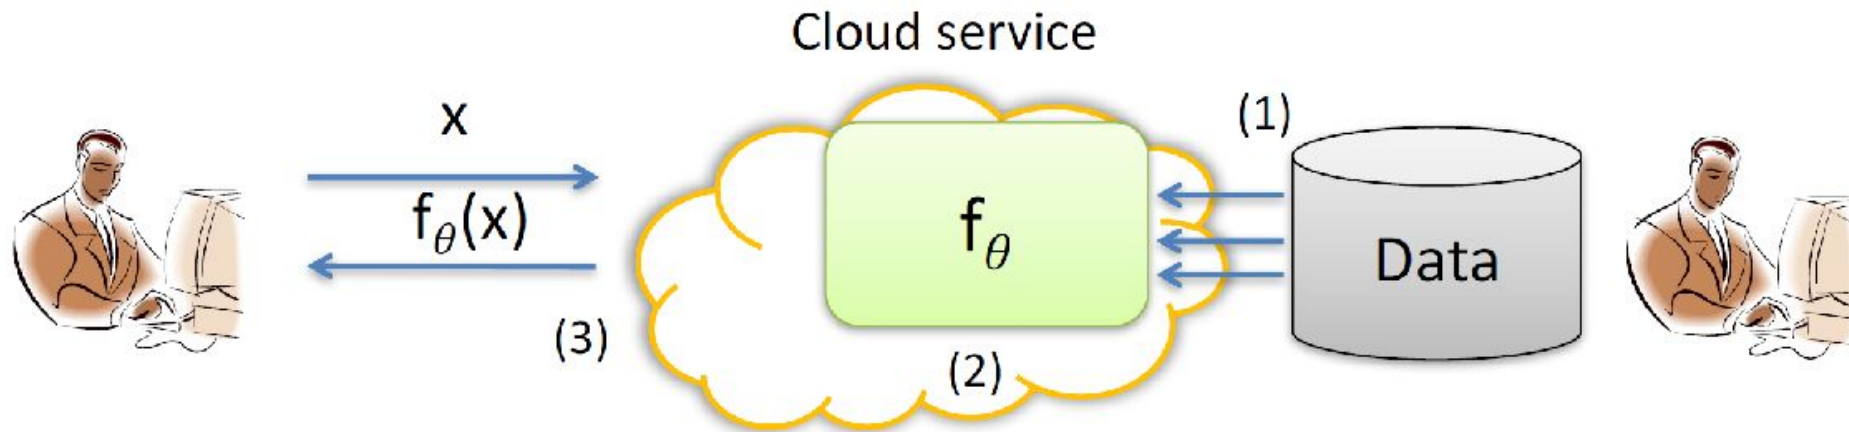 Cloud service
x
f_θ(x)
(3)
f_θ
(2)
(1)
Data